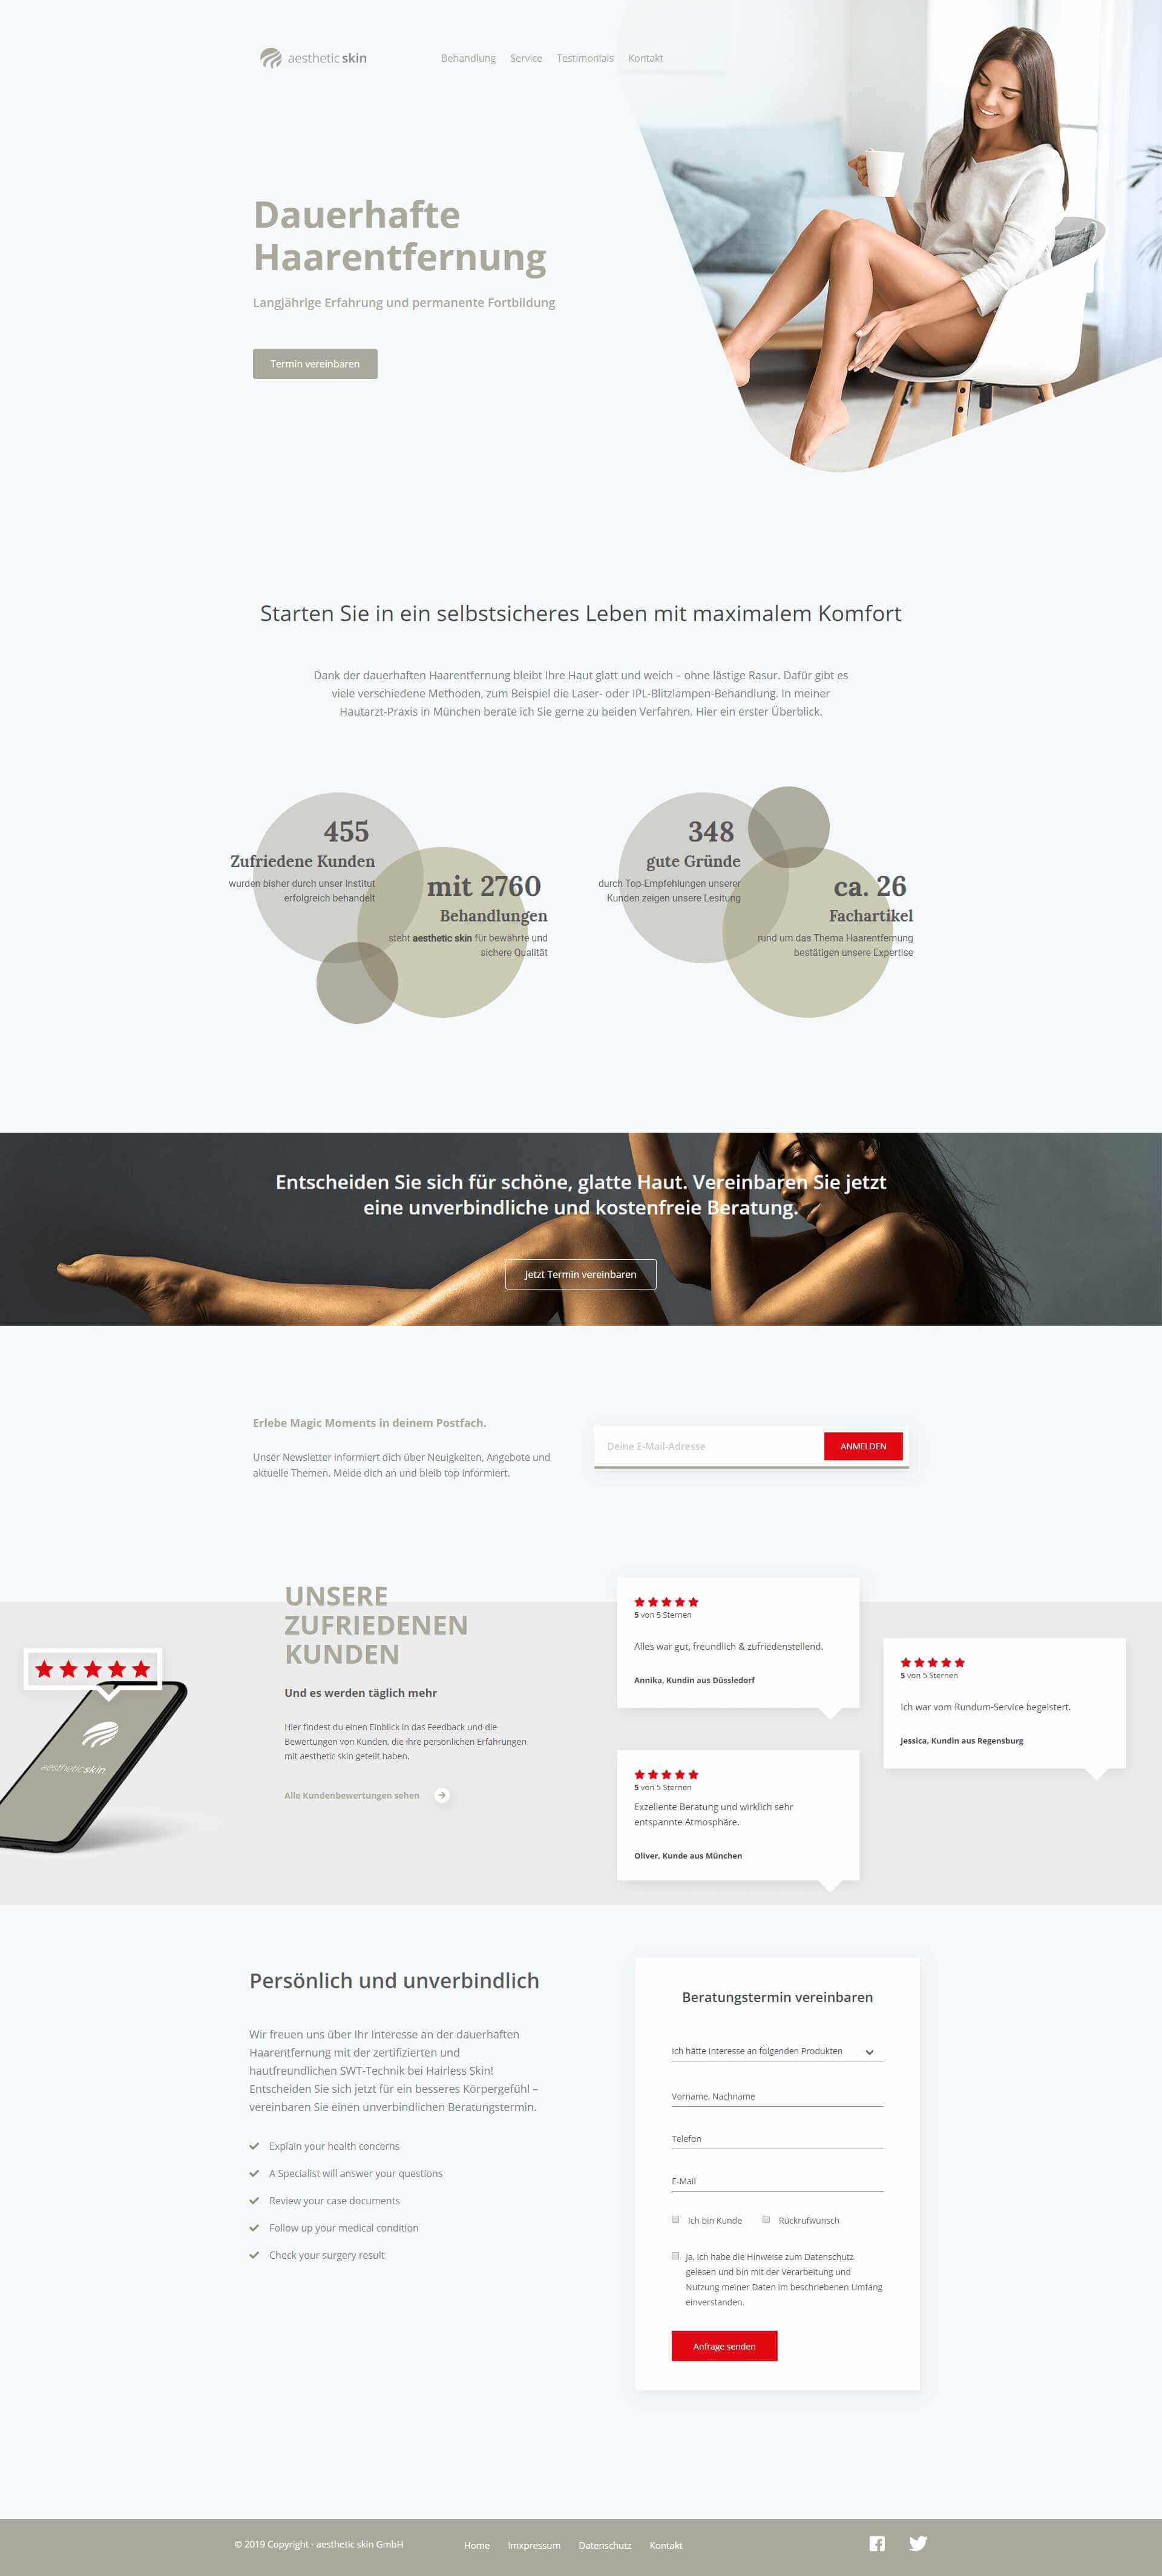 aesthetic skin
Behandlung Service Testimonials Kontakt
Dauerhafte
Haarentfernung
Langjährige Erfahrung und permanente Fortbildung
Termin vereinbaren
Starten Sie in ein selbstsicheres Leben mit maximalem Komfort
Dank der dauerhaften Haarentfernung bleibt Ihre Haut glatt und weich – ohne lästige Rasur. Dafür gibt es
viele verschiedene Methoden, zum Beispiel die Laser- oder IPL-Blitzlampen-Behandlung. In meiner
Hautarzt-Praxis in München berate ich Sie gerne zu beiden Verfahren. Hier ein erster Überblick.
455
Zufriedene Kunden
wurden bisher durch unser Institut
erfolgreich behandelt
mit 2760
Behandlungen
steht aesthetic skin für bewährte und
sichere Qualität
348
gute Gründe
durch Top-Empfehlungen unserer
Kunden zeigen unsere Lesitung
ca. 26
Fachartikel
rund um das Thema Haarentfernung
bestätigen unsere Expertise
Entscheiden Sie sich für schöne, glatte Haut. Vereinbaren Sie jetzt
eine unverbindliche und kostenfreie Beratung.
Jetzt Termin vereinbaren
Erlebe Magic Moments in deinem Postfach.
Unser Newsletter informiert dich über Neuigkeiten, Angebote und
aktuelle Themen. Melde dich an und bleib top informiert.
Deine E-Mail-Adresse
ANMELDEN
UNSERE
ZUFRIEDENEN
KUNDEN
Und es werden täglich mehr
Hier findest du einen Einblick in das Feedback und die
Bewertungen von Kunden, die ihre persönlichen Erfahrungen
mit aesthetic skin geteilt haben.
Alle Kundenbewertungen sehen
aesthetic skin
5 von 5 Sternen
Alles war gut, freundlich & zufriedenstellend.
Annika, Kundin aus Düssledorf
5 von 5 Sternen
Ich war vom Rundum-Service begeistert.
Jessica, Kundin aus Regensburg
5 von 5 Sternen
Exzellente Beratung und wirklich sehr
entspannte Atmosphäre.
Oliver, Kunde aus München
Persönlich und unverbindlich
Wir freuen uns über Ihr Interesse an der dauerhaften
Haarentfernung mit der zertifizierten und
hautfreundlichen SWT-Technik bei Hairless Skin!
Entscheiden Sie sich jetzt für ein besseres Körpergefühl –
vereinbaren Sie einen unverbindlichen Beratungstermin.
Explain your health concerns
A Specialist will answer your questions
Review your case documents
Follow up your medical condition
Check your surgery result
Beratungstermin vereinbaren
Ich hätte Interesse an folgenden Produkten
Vorname, Nachname
Telefon
E-Mail
Ich bin Kunde
Rückrufwunsch
Ja, ich habe die Hinweise zum Datenschutz
gelesen und bin mit der Verarbeitung und
Nutzung meiner Daten im beschriebenen Umfang
einverstanden.
Anfrage senden
© 2019 Copyright - aesthetic skin GmbH
Home Imxpressum Datenschutz Kontakt